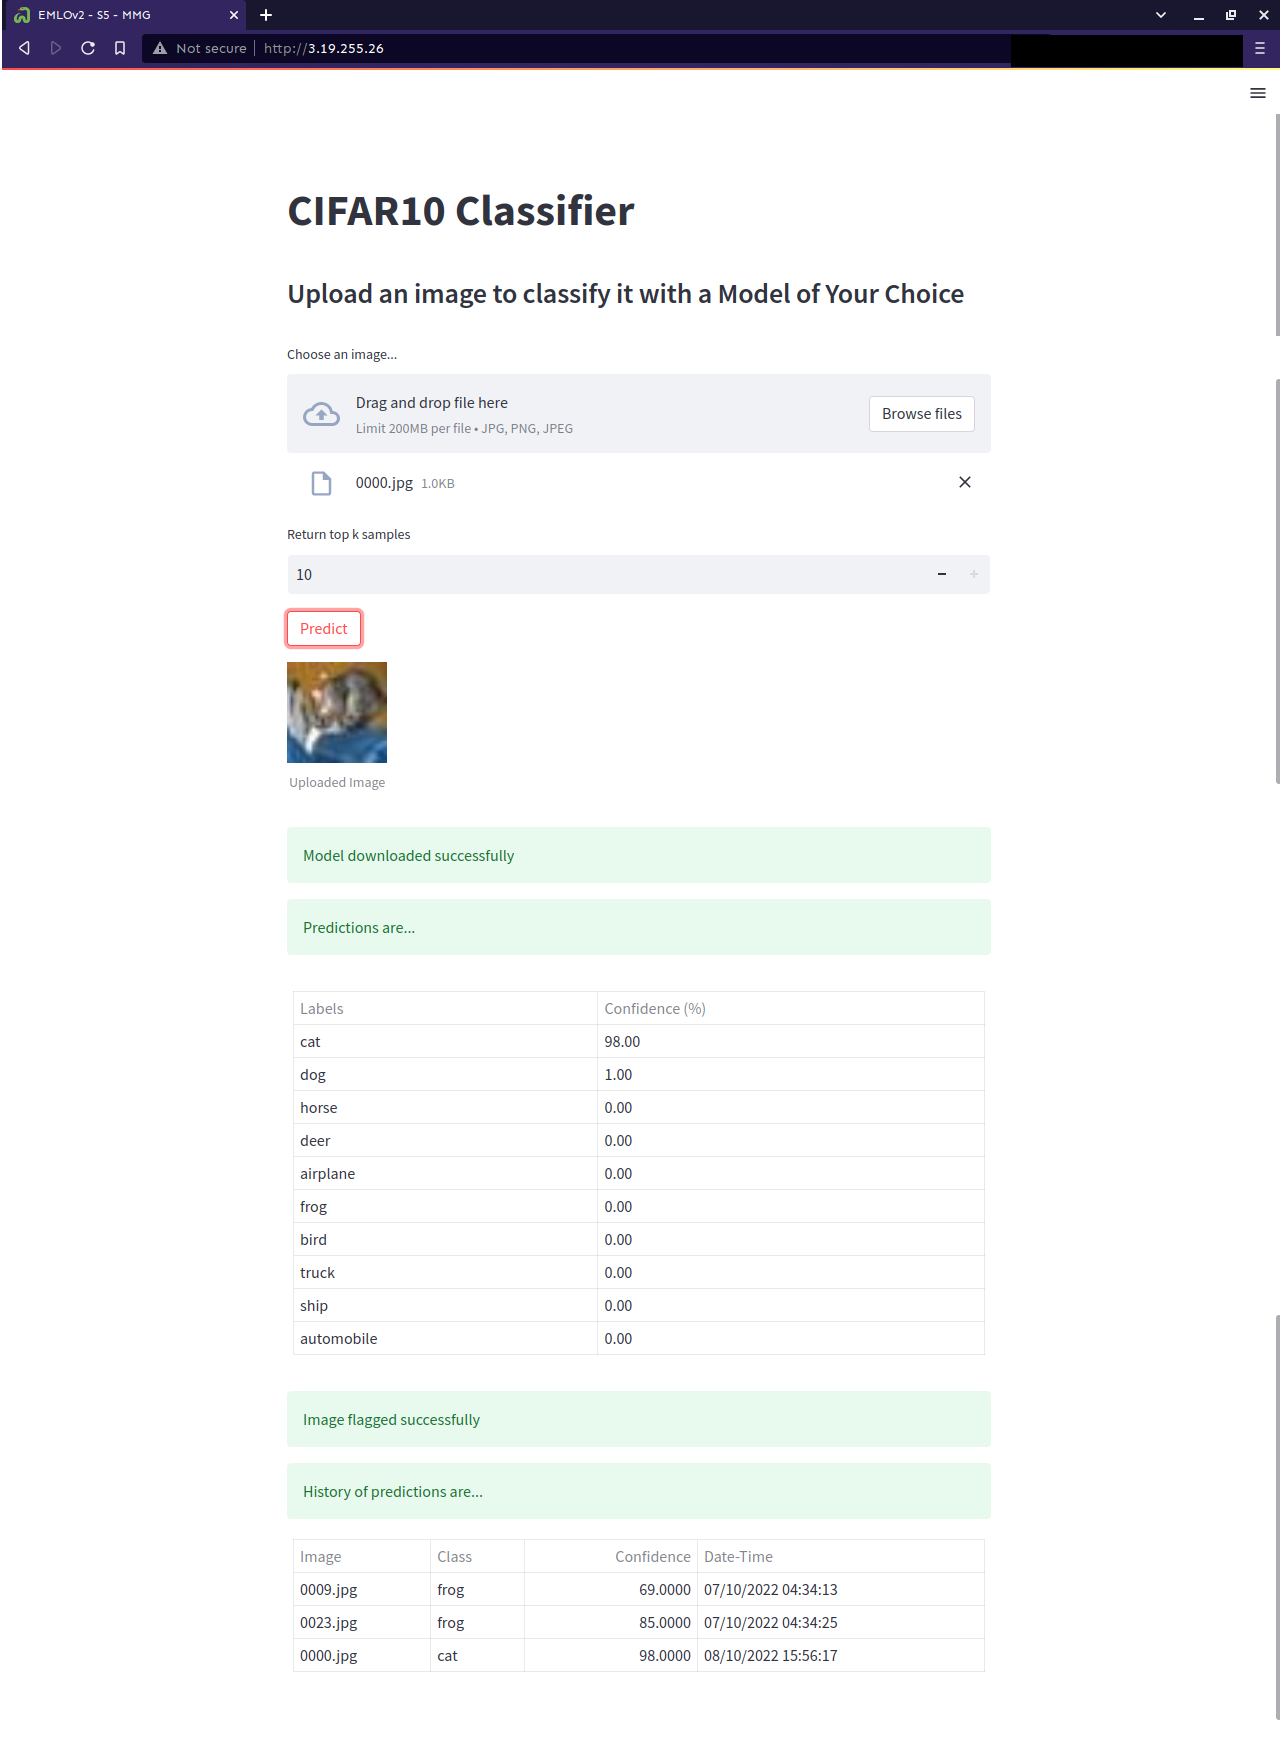 EMLOv2 - S5 - MMG
Not secure http://3.19.255.26
CIFAR10 Classifier
Upload an image to classify it with a Model of Your Choice
Choose an image...
Drag and drop file here
Limit 200MB per file • JPG, PNG, JPEG
Browse files
0000.jpg 1.0KB
Return top k samples
10
Predict
Uploaded Image
Model downloaded successfully
Predictions are...
Labels Confidence (%)
cat 98.00
dog 1.00
horse 0.00
deer 0.00
airplane 0.00
frog 0.00
bird 0.00
truck 0.00
ship 0.00
automobile 0.00
Image flagged successfully
History of predictions are...
Image Class Confidence Date-Time
0009.jpg frog 69.0000 07/10/2022 04:34:13
0023.jpg frog 85.0000 07/10/2022 04:34:25
0000.jpg cat 98.0000 08/10/2022 15:56:17